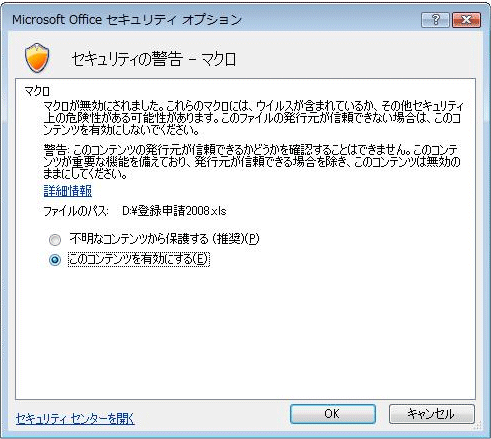 Microsoft Office セキュリティ オプション
セキュリティの警告 - マクロ
マクロ
マクロが無効にされました。これらのマクロには、ウイルスが含まれているか、その他セキュリティ
上の危険性がある可能性があります。このファイルの発行元が信頼できない場合は、このコ
ンテンツを有効にしないでください。
警告: このコンテンツの発行元が信頼できるかどうかを確認することはできません。このコンテ
ンツが重要な機能を備えており、発行元が信頼できる場合を除き、このコンテンツは無効の
ままにしてください。
詳細情報
ファイルのパス: D:¥登録申請2008.xls
不明なコンテンツから保護する (推奨)(P)
このコンテンツを有効にする(E)
セキュリティ センターを開く
OK
キャンセル